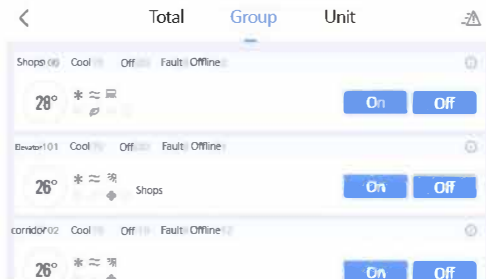 Total Group Unit
Shops Cool Off Fault Offline
28°
On Off
Elevator101 Cool Off Fault Offline
26°
Shops
On Off
corridor02 Cool Off Fault Offline
26°
On Off